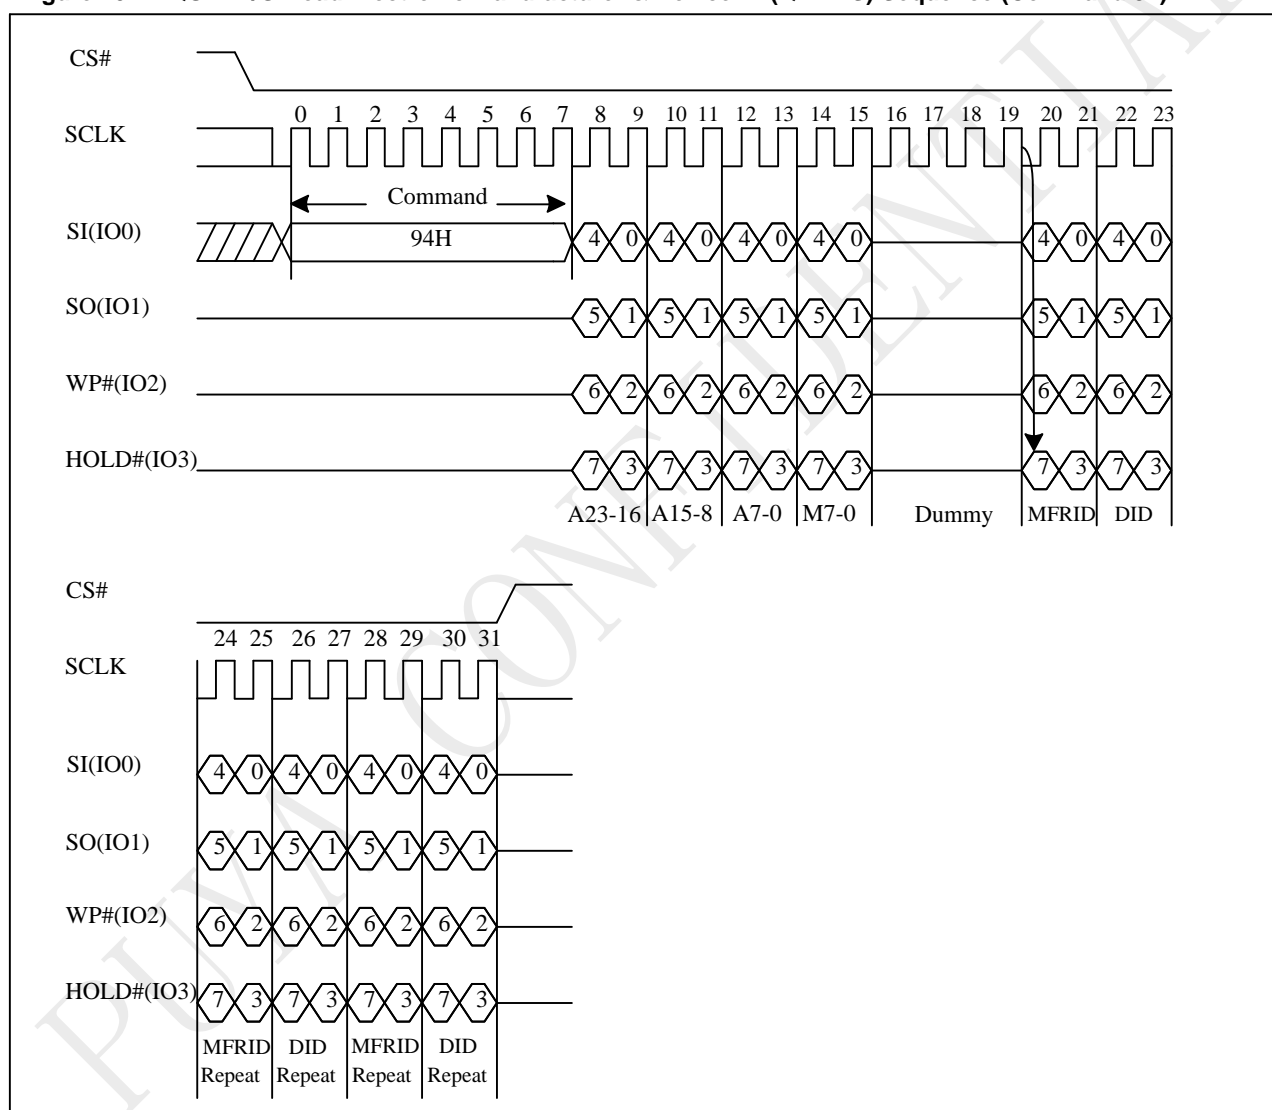 CS#
0 1 2 3 4 5 6 7 8 9 10 11 12 13 14 15 16 17 18 19 20 21 22 23
SCLK
Command
SI(IO0) 94H 4 0 4 0 4 0 4 0 4 0 4 0
SO(IO1) 5 1 5 1 5 1 5 1 5 1 5 1
WP#(IO2) 6 2 6 2 6 2 6 2 6 2 6 2
HOLD#(IO3) 7 3 7 3 7 3 7 3 7 3 7 3
A23-16 A15-8 A7-0 M7-0 Dummy MFRID DID
CS#
24 25 26 27 28 29 30 31
SCLK
SI(IO0) 4 0 4 0 4 0 4 0
SO(IO1) 5 1 5 1 5 1 5 1
WP#(IO2) 6 2 6 2 6 2 6 2
HOLD#(IO3) 7 3 7 3 7 3 7 3
MFRID DID MFRID DID
Repeat Repeat Repeat Repeat
PUYA CONFIDENTIAL